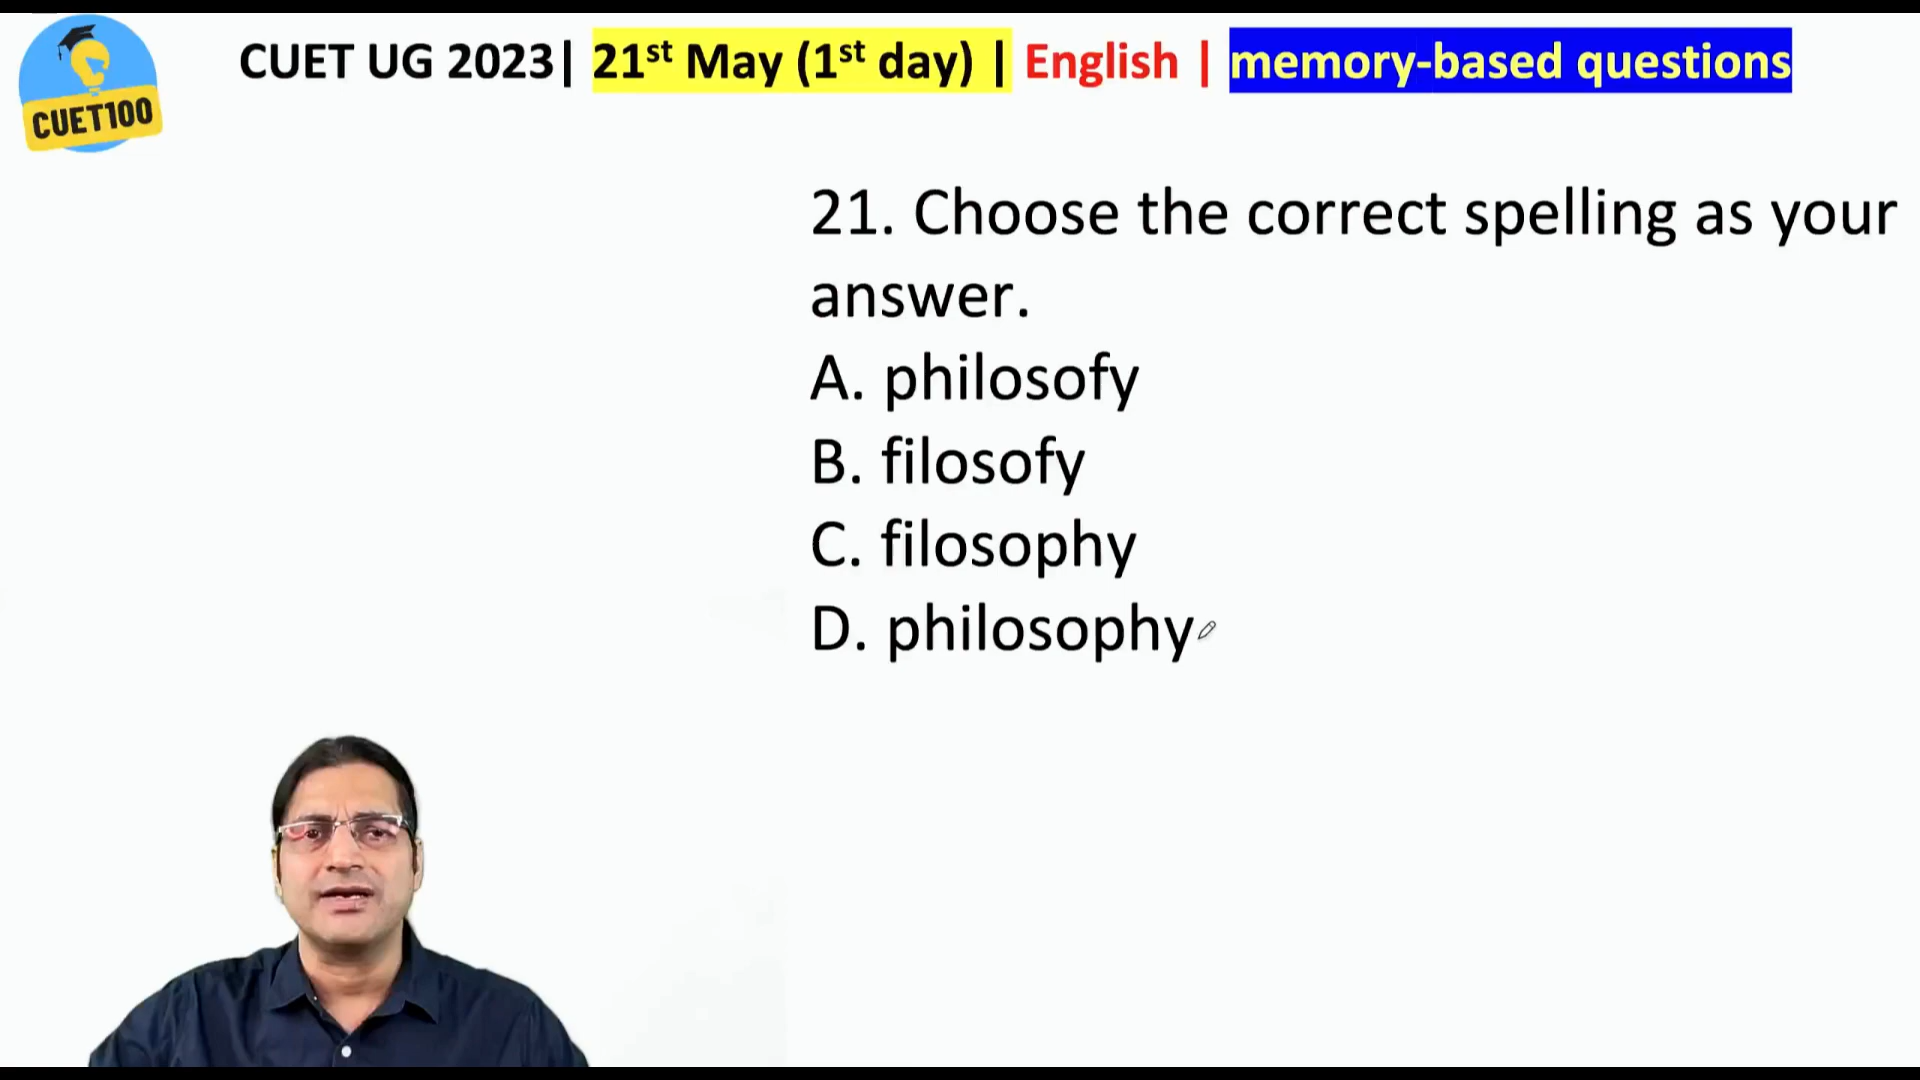 CUET UG 2023| 21st May (1st day) | English | memory-based questions
CUET100
21. Choose the correct spelling as your
answer.
A. philosofy
B. filosofy
C. filosophy
D. philosophy